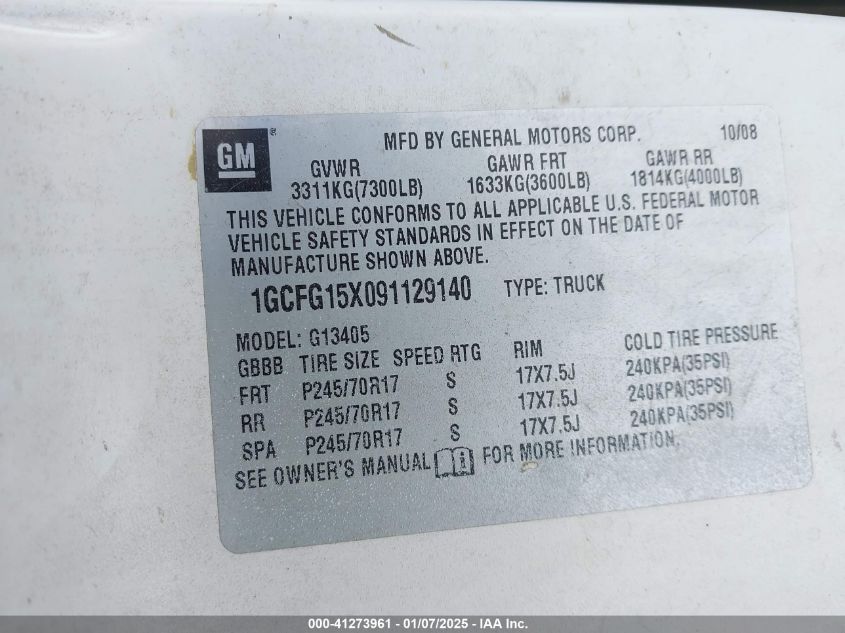 GM®
MFD BY GENERAL MOTORS CORP. 10/08
GVWR GAWR FRT GAWR RR
3311KG(7300LB) 1633KG(3600LB) 1814KG(4000LB)
THIS VEHICLE CONFORMS TO ALL APPLICABLE U.S. FEDERAL MOTOR
VEHICLE SAFETY STANDARDS IN EFFECT ON THE DATE OF
MANUFACTURE SHOWN ABOVE.
1GCFG15X091129140 TYPE: TRUCK
MODEL: G13405
GBBB TIRE SIZE SPEED RTG RIM COLD TIRE PRESSURE
FRT P245/70R17 S 17X7.5J 240KPA(35PSI)
RR P245/70R17 S 17X7.5J 240KPA(35PSI)
SPA P245/70R17 S 17X7.5J 240KPA(35PSI)
SEE OWNER'S MANUAL FOR MORE INFORMATION.
000-41273961 - 01/07/2025 - IAA Inc.